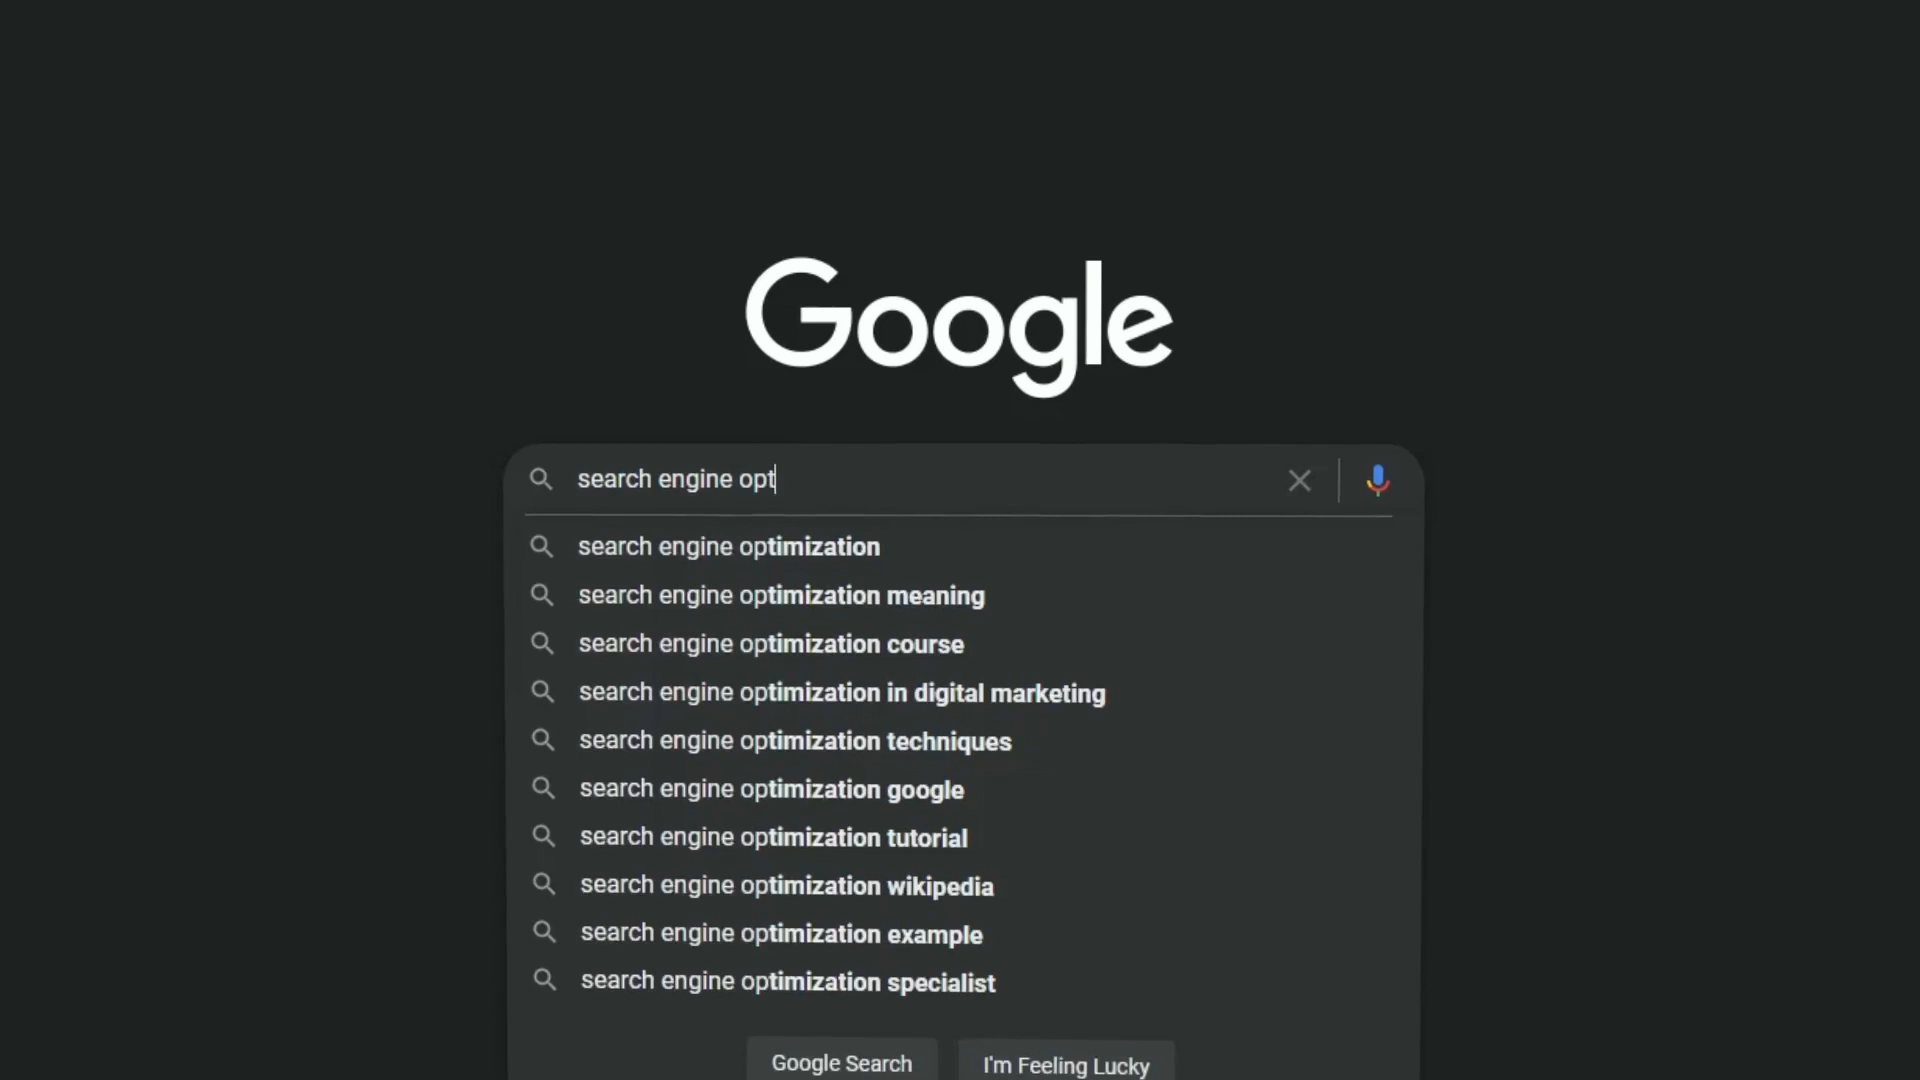 Google
search engine opt
search engine optimization
search engine optimization meaning
search engine optimization course
search engine optimization in digital marketing
search engine optimization techniques
search engine optimization google
search engine optimization tutorial
search engine optimization wikipedia
search engine optimization example
search engine optimization specialist
Google Search
I'm Feeling Lucky